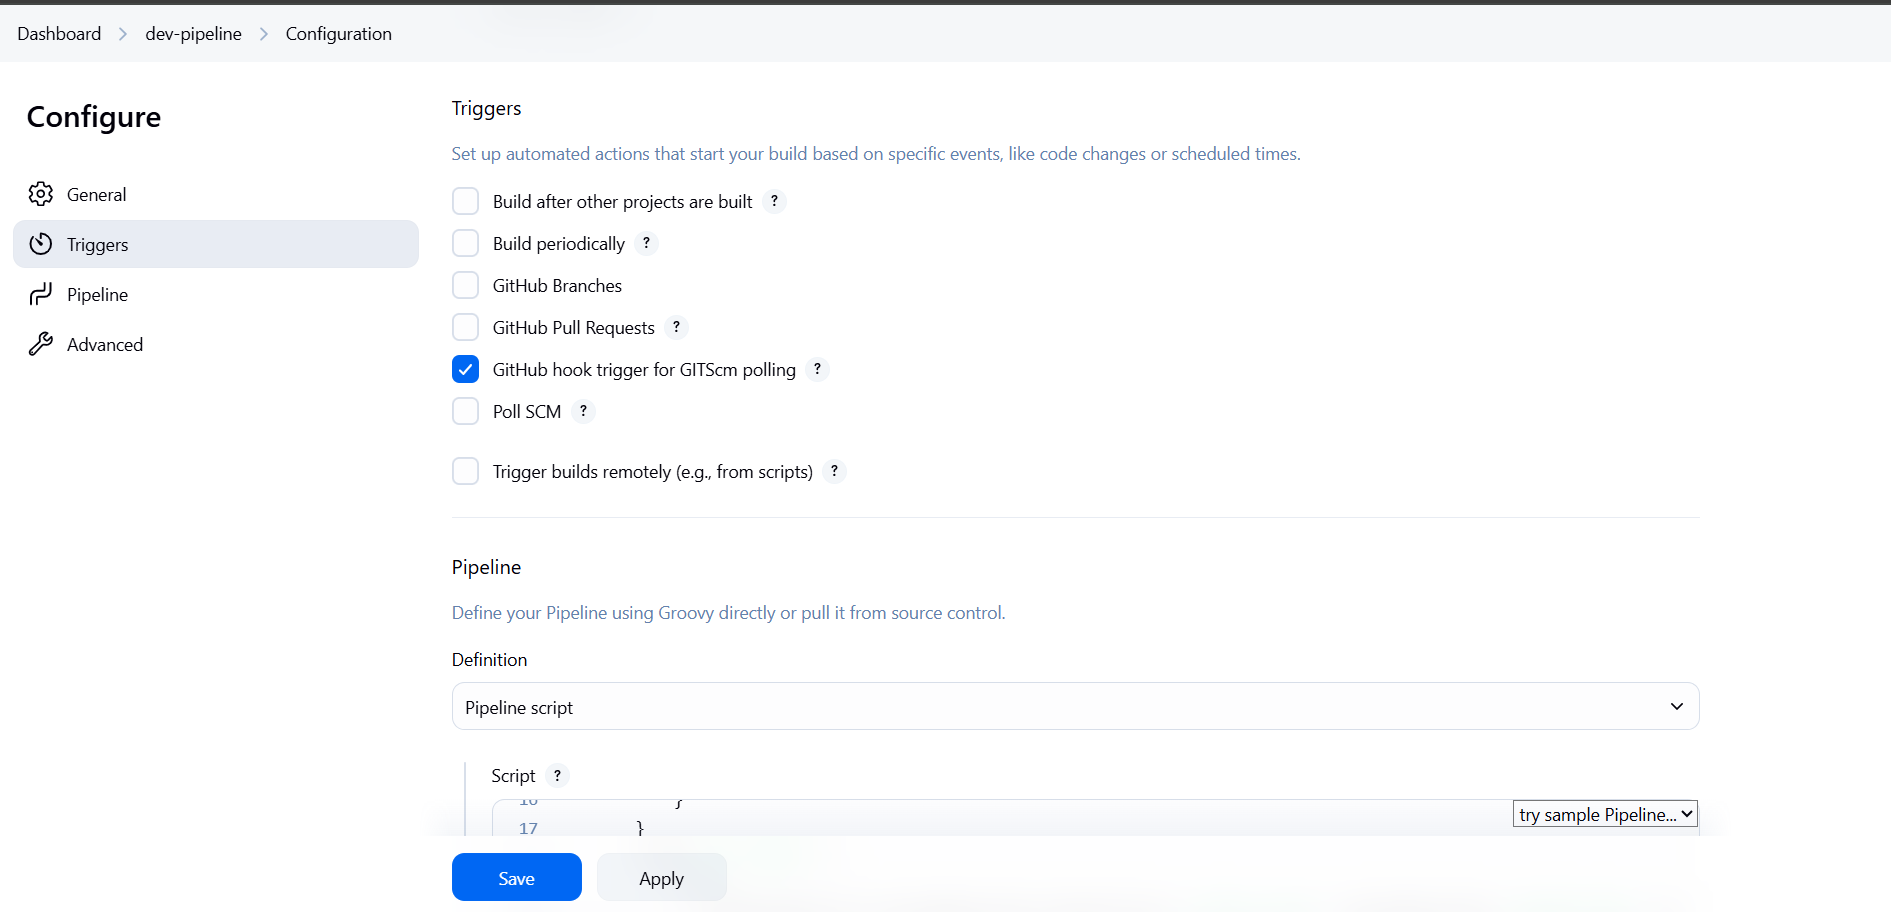 Dashboard > dev-pipeline > Configuration
Configure
General
Triggers
Pipeline
Advanced
Triggers
Set up automated actions that start your build based on specific events, like code changes or scheduled times.
Build after other projects are built ?
Build periodically ?
GitHub Branches
GitHub Pull Requests ?
GitHub hook trigger for GITScm polling ?
Poll SCM ?
Trigger builds remotely (e.g., from scripts) ?
Pipeline
Define your Pipeline using Groovy directly or pull it from source control.
Definition
Pipeline script
Script ?
16 }
try sample Pipeline...
17 }
Save
Apply